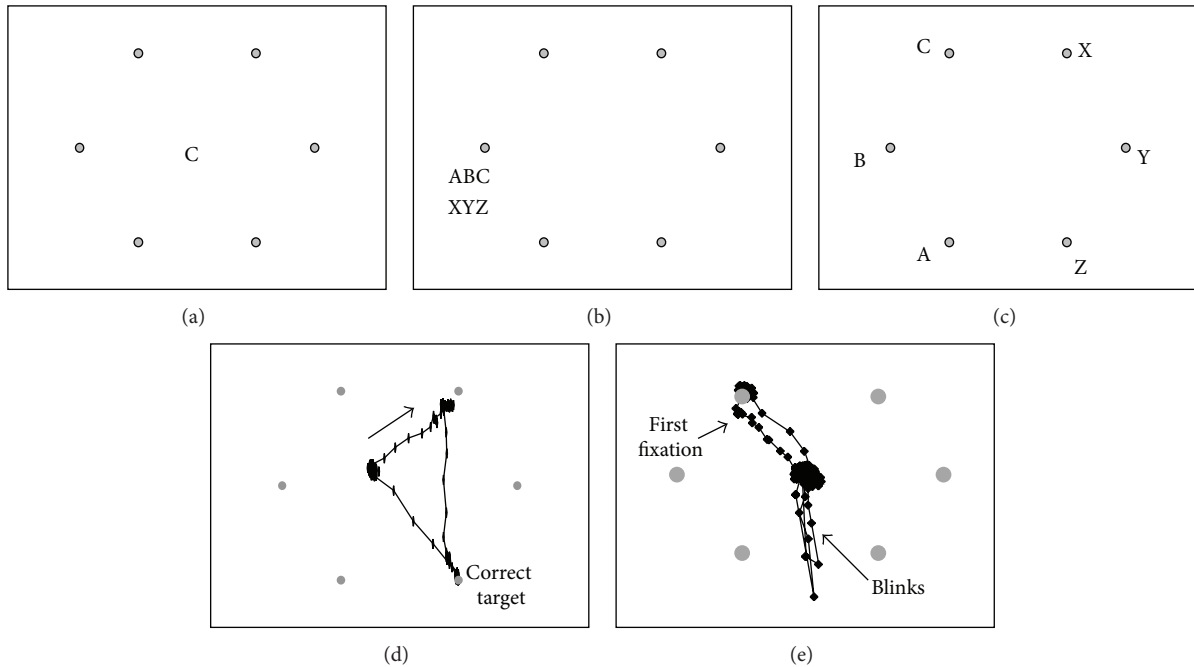 C
(a)
ABC
XYZ
(b)
C
X
B
Y
A
Z
(c)
Correct
target
(d)
First
fixation
Blinks
(e)